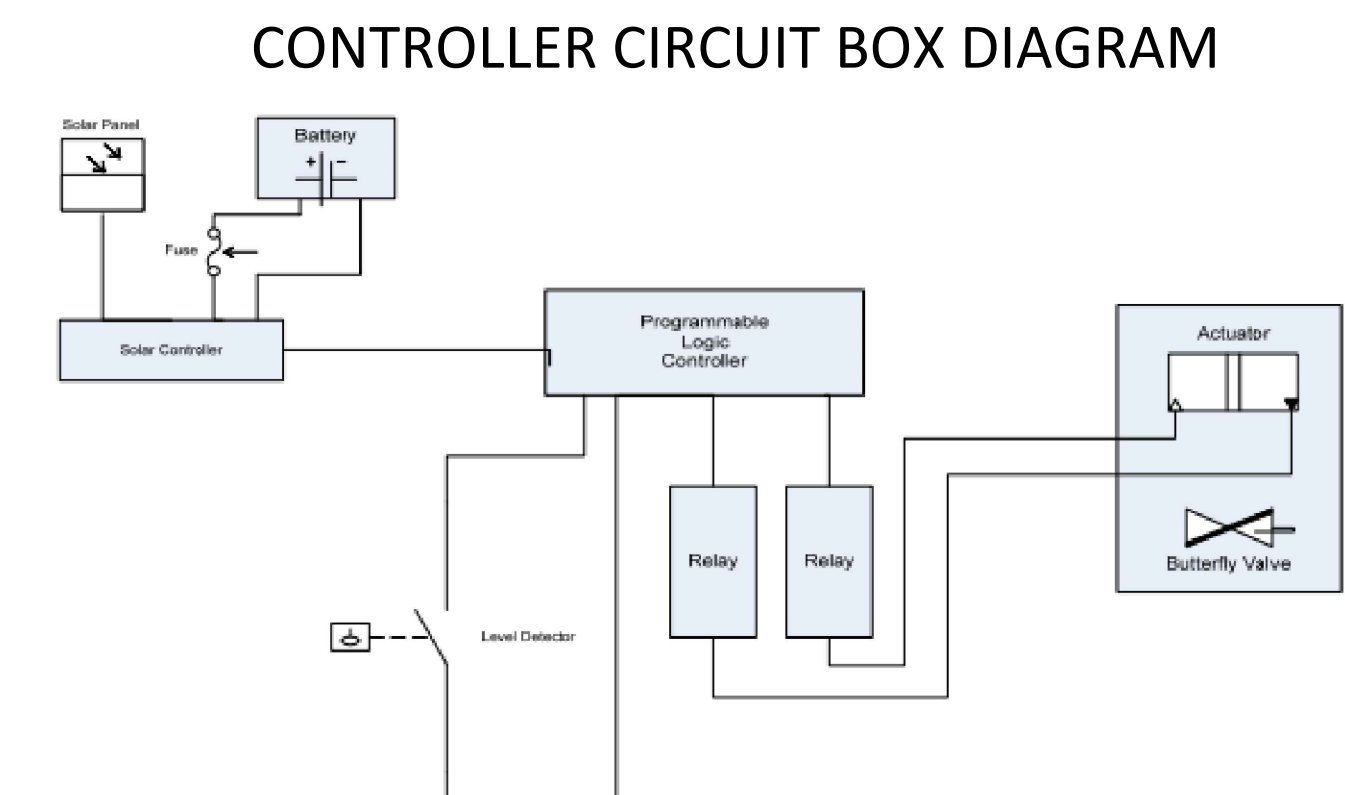 CONTROLLER CIRCUIT BOX DIAGRAM
Solar Panel
Battery
+ −
Fuse
Solar Controller
Programmable
Logic
Controller
Actuator
Relay
Relay
Butterfly Valve
Level Detector